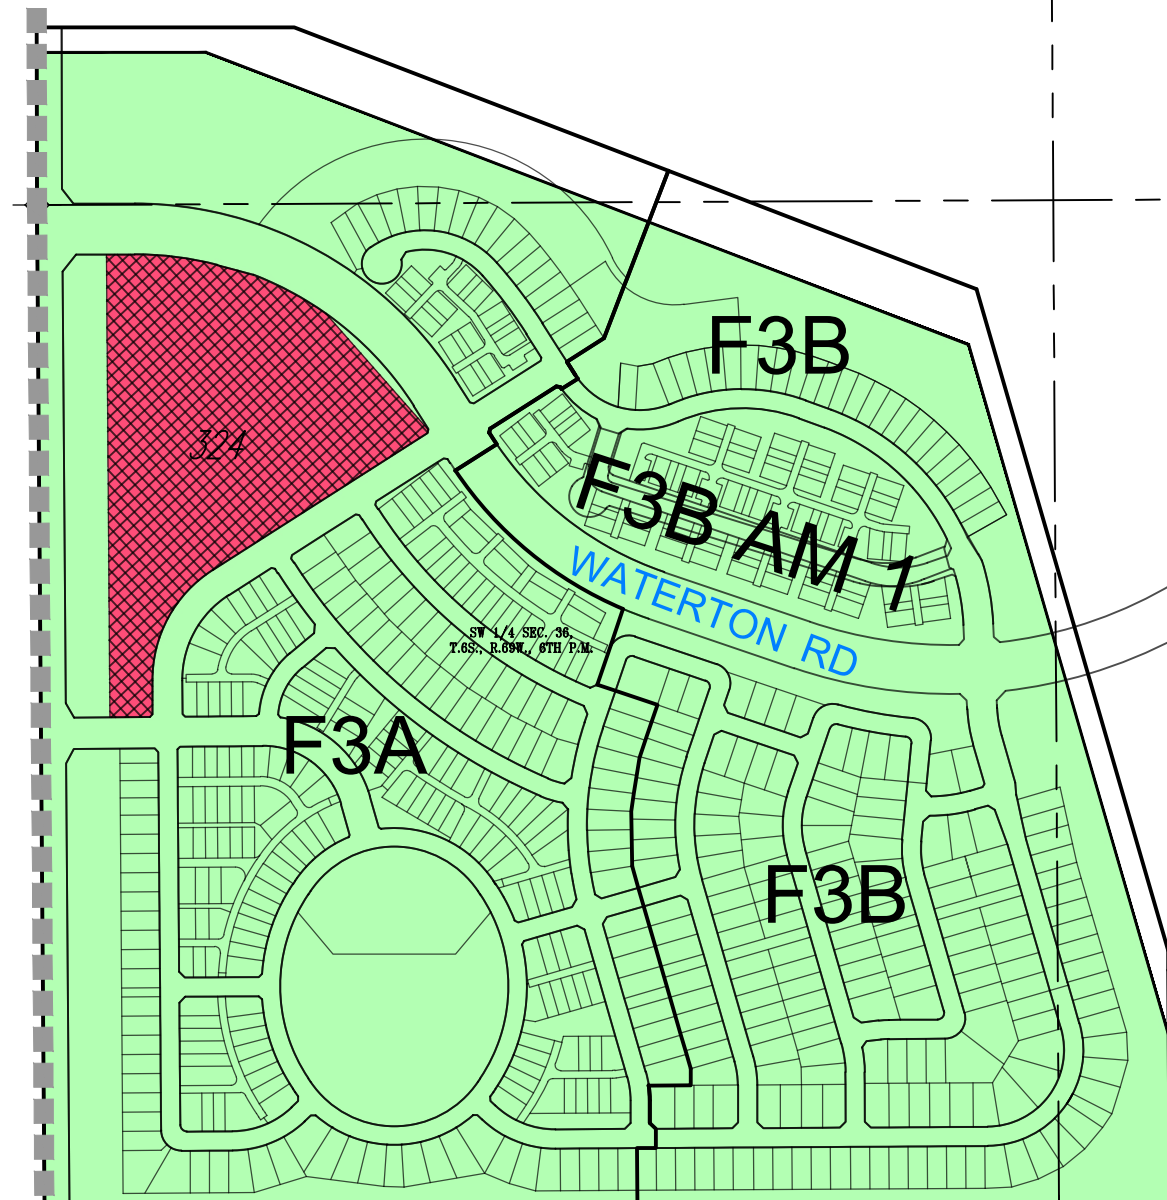 F3B
324
F3B AM 1
WATERTON RD
SW 1/4 SEC. 36,
T.6S., R.69W., 6TH P.M.
F3A
F3B